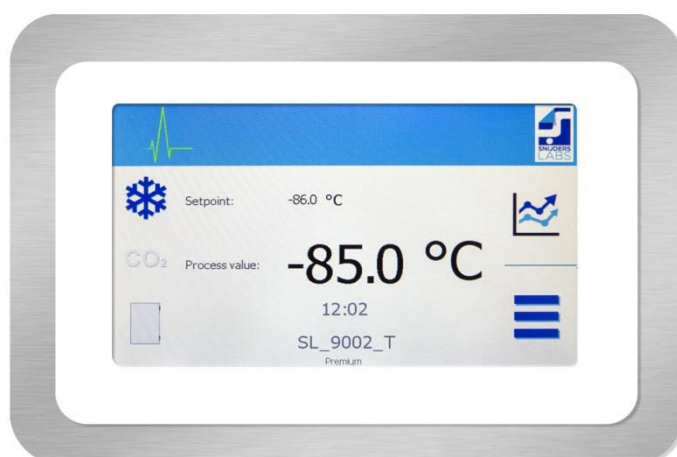 SNIJDERS
LABS
Setpoint: -86.0 °C
CO₂
Process value: -85.0 °C
12:02
SL_9002_T
Premium